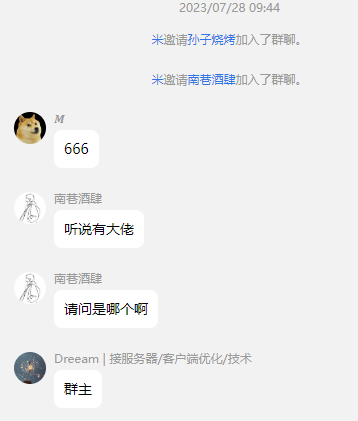 2023/07/28 09:44
米邀请孙子烧烤加入了群聊。
米邀请南巷酒肆加入了群聊。
M
666
南巷酒肆
听说有大佬
南巷酒肆
请问是哪个啊
Dreeam | 接服务器/客户端优化/技术
群主